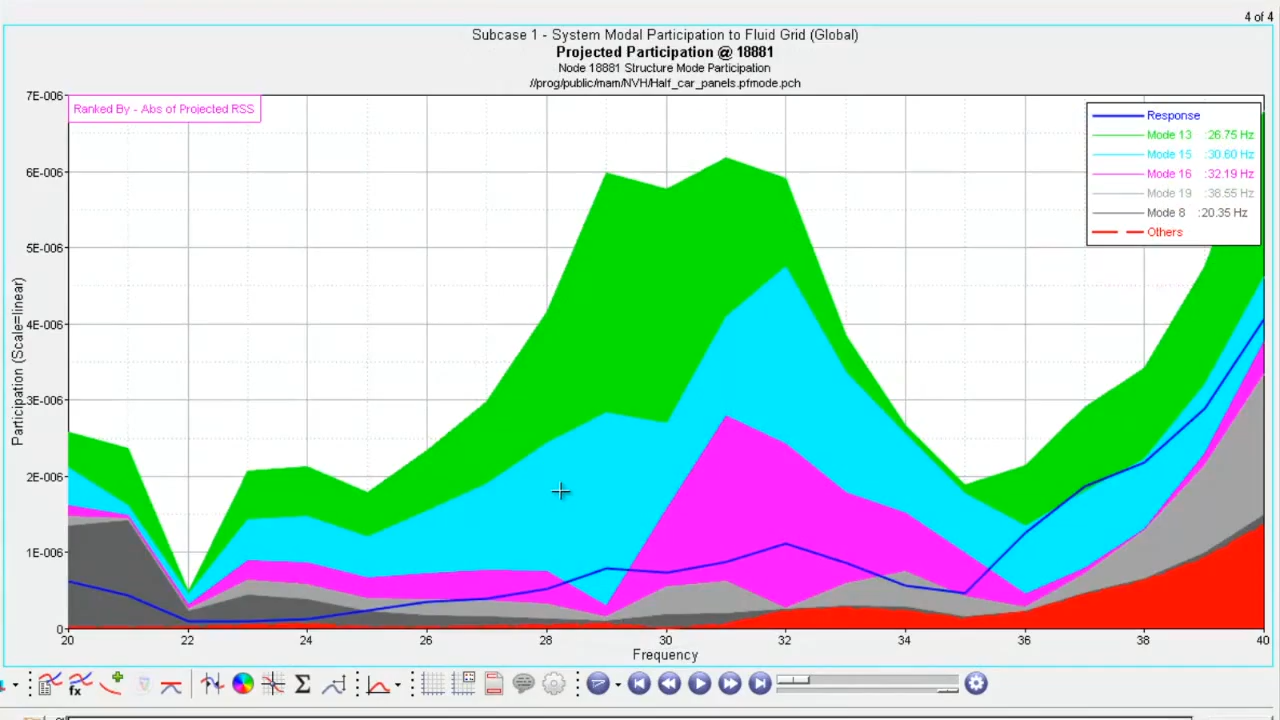 4 of 4
Subcase 1 - System Modal Participation to Fluid Grid (Global)
Projected Participation @ 18881
Node 18881 Structure Mode Participation
//prog/public/mam/NVH/Half_car_panels.pfmode.pch
Ranked By - Abs of Projected RSS
Response
Mode 13 :26.75 Hz
Mode 15 :30.60 Hz
Mode 16 :32.19 Hz
Mode 19 :38.55 Hz
Mode 8 :20.35 Hz
Others
Participation (Scale=linear)
7E-006
6E-006
5E-006
4E-006
3E-006
2E-006
1E-006
0
20 22 24 26 28 30 32 34 36 38 40
Frequency
fx
Σ